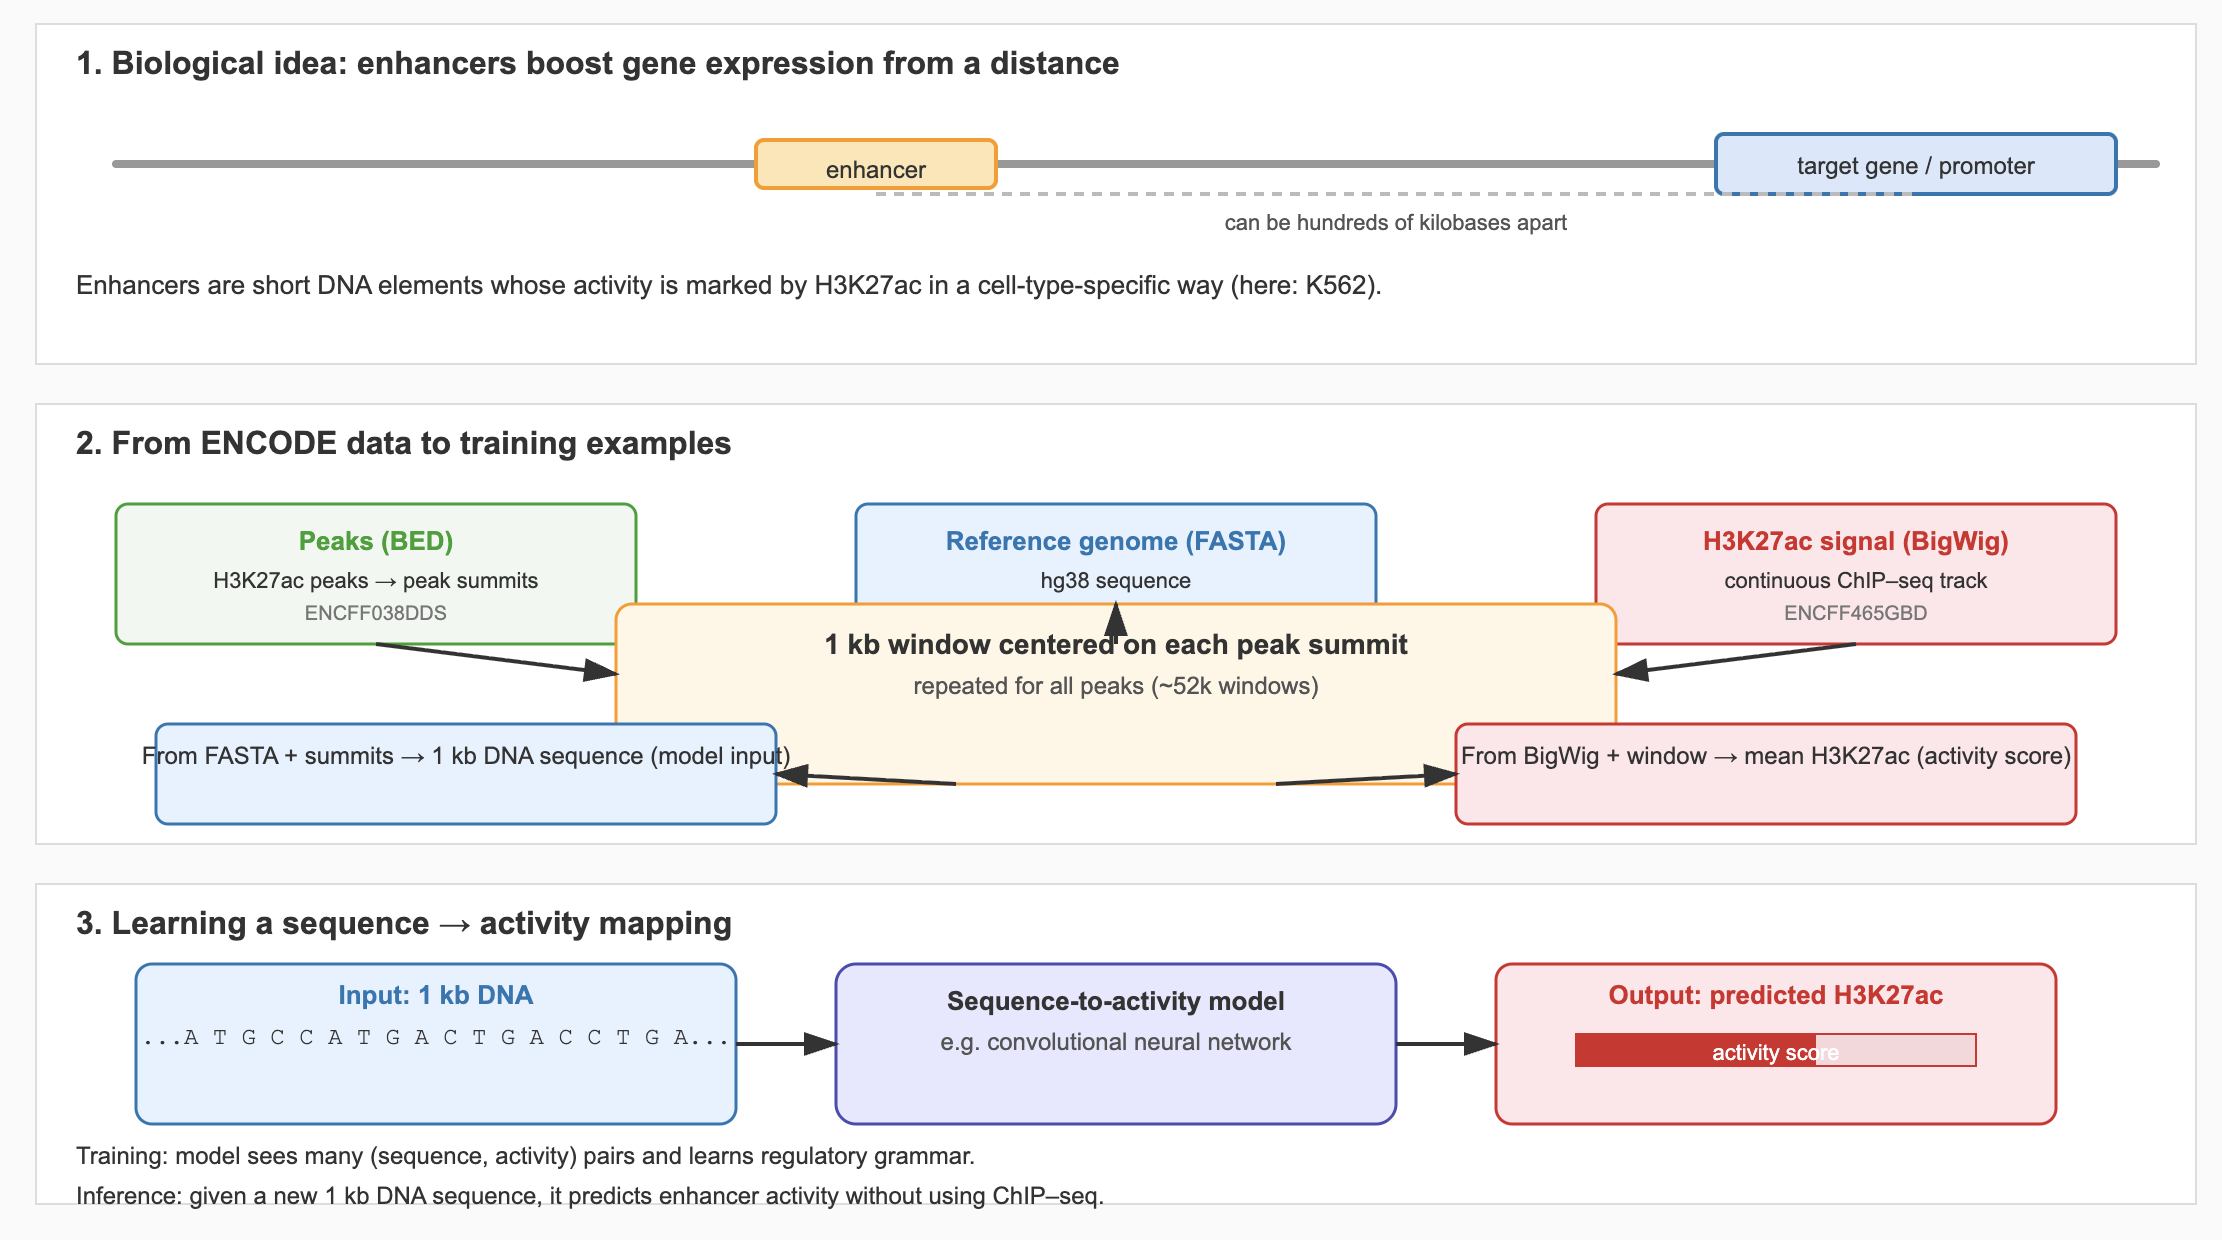 1. Biological idea: enhancers boost gene expression from a distance
enhancer
target gene / promoter
can be hundreds of kilobases apart
Enhancers are short DNA elements whose activity is marked by H3K27ac in a cell-type-specific way (here: K562).
2. From ENCODE data to training examples
Peaks (BED)
H3K27ac peaks → peak summits
ENCFF038DDS
Reference genome (FASTA)
hg38 sequence
H3K27ac signal (BigWig)
continuous ChIP–seq track
ENCFF465GBD
1 kb window centered on each peak summit
repeated for all peaks (~52k windows)
From FASTA + summits → 1 kb DNA sequence (model input)
From BigWig + window → mean H3K27ac (activity score)
3. Learning a sequence → activity mapping
Input: 1 kb DNA
...A T G C C A T G A C T G A C C T G A...
Sequence-to-activity model
e.g. convolutional neural network
Output: predicted H3K27ac
activity score
Training: model sees many (sequence, activity) pairs and learns regulatory grammar.
Inference: given a new 1 kb DNA sequence, it predicts enhancer activity without using ChIP–seq.